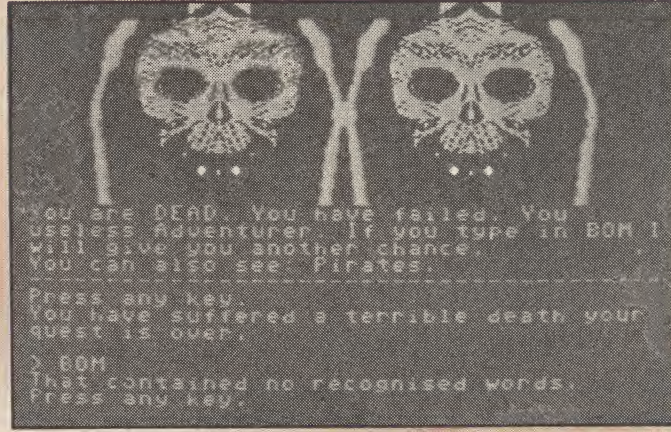 You are DEAD. You have failed. You
useless Adventurer. If you type in BOM I
will give you another chance.
You can also see: Pirates.
Press any key.
You have suffered a terrible death your
quest is over.
> BOM
That contained no recognised words.
Press any key.